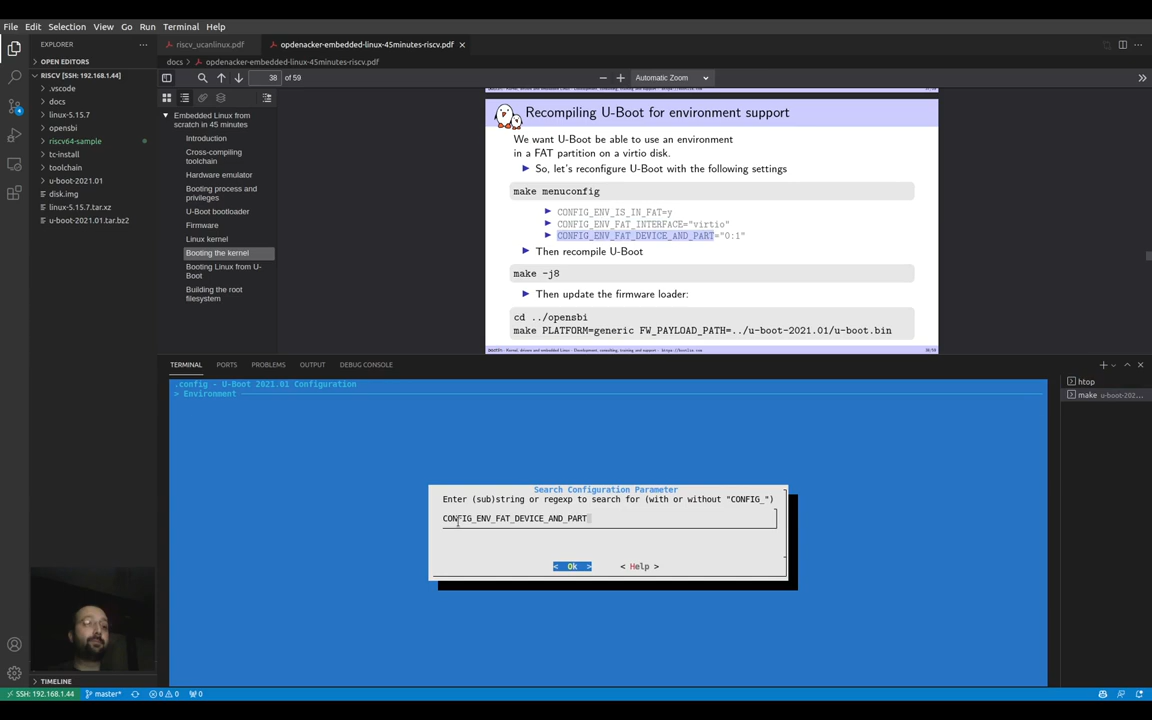 File Edit Selection View Go Run Terminal Help
EXPLORER
riscv_ucanlinux.pdf
opdenacker-embedded-linux-45minutes-riscv.pdf
OPEN EDITORS
docs > opdenacker-embedded-linux-45minutes-riscv.pdf
RISCV [SSH: 192.168.1.44]
.vscode
docs
linux-5.15.7
opensbi
riscv64-sample
tc-install
toolchain
u-boot-2021.01
disk.img
linux-5.15.7.tar.xz
u-boot-2021.01.tar.bz2
38 of 59
Automatic Zoom
Embedded Linux from
scratch in 45 minutes
Introduction
Cross-compiling
toolchain
Hardware emulator
Booting process and
privileges
U-Boot bootloader
Firmware
Linux kernel
Booting the kernel
Booting Linux from U-
Boot
Building the root
filesystem
Recompiling U-Boot for environment support
We want U-Boot be able to use an environment
in a FAT partition on a virtio disk.
So, let's reconfigure U-Boot with the following settings
make menuconfig
CONFIG_ENV_IS_IN_FAT=y
CONFIG_ENV_FAT_INTERFACE="virtio"
CONFIG_ENV_FAT_DEVICE_AND_PART="0:1"
Then recompile U-Boot
make -j8
Then update the firmware loader:
cd ../opensbi
make PLATFORM=generic FW_PAYLOAD_PATH=../u-boot-2021.01/u-boot.bin
TERMINAL PORTS PROBLEMS OUTPUT DEBUG CONSOLE
htop
make u-boot-202...
.config - U-Boot 2021.01 Configuration
> Environment
Search Configuration Parameter
Enter (sub)string or regexp to search for (with or without "CONFIG_")
CONFIG_ENV_FAT_DEVICE_AND_PART
< Ok > < Help >
TIMELINE
SSH: 192.168.1.44 master* 0 0 0